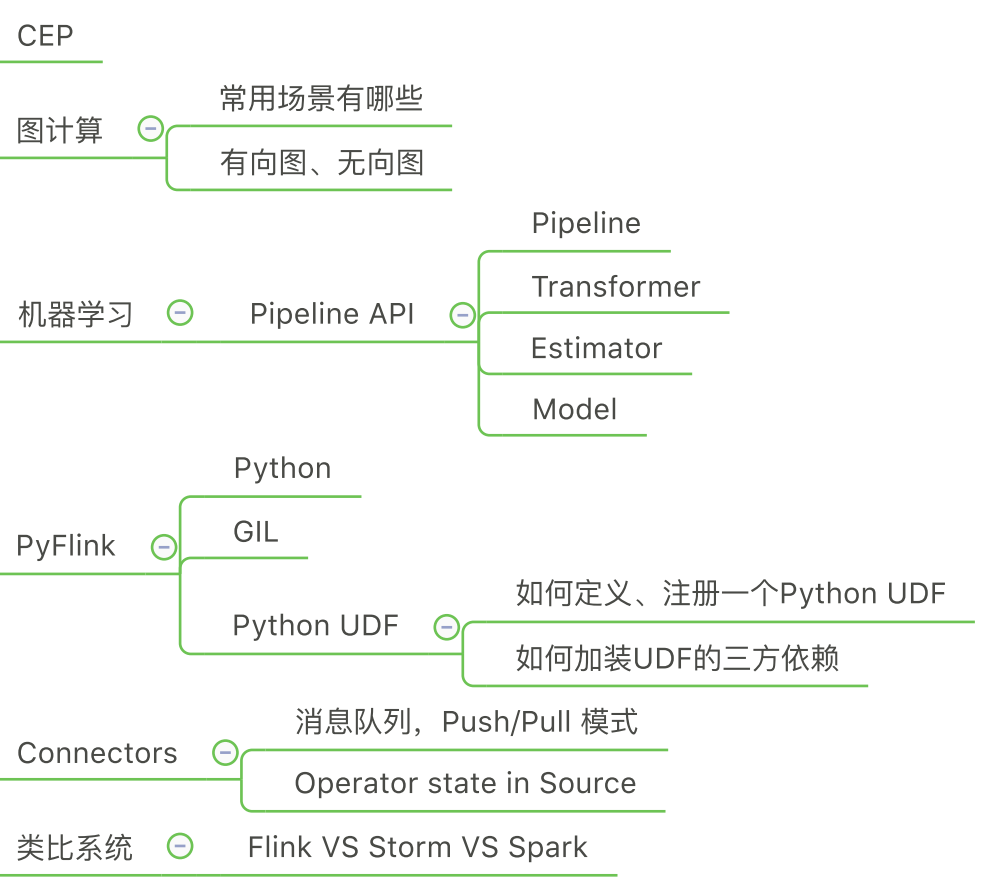 CEP
常用场景有哪些
图计算
有向图、无向图
Pipeline
Transformer
机器学习
Pipeline API
Estimator
Model
Python
GIL
PyFlink
如何定义、注册一个Python UDF
Python UDF
如何加装UDF的三方依赖
消息队列，Push/Pull 模式
Connectors
Operator state in Source
类比系统
Flink VS Storm VS Spark